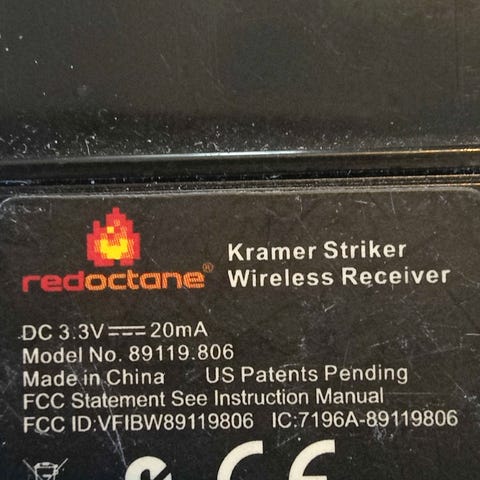 redoctane®
Kramer Striker
Wireless Receiver
DC 3.3V⎓20mA
Model No. 89119.806
Made in China US Patents Pending
FCC Statement See Instruction Manual
FCC ID:VFIBW89119806 IC:7196A-89119806
CE